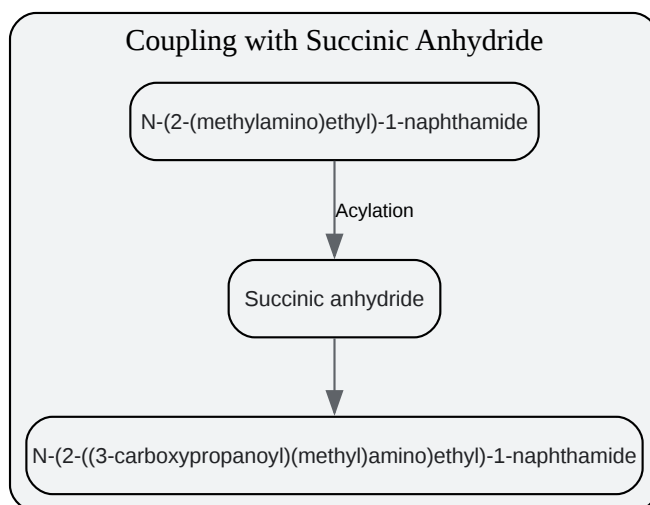 Coupling with Succinic Anhydride
N-(2-(methylamino)ethyl)-1-naphthamide
Acylation
Succinic anhydride
N-(2-((3-carboxypropanoyl)(methyl)amino)ethyl)-1-naphthamide